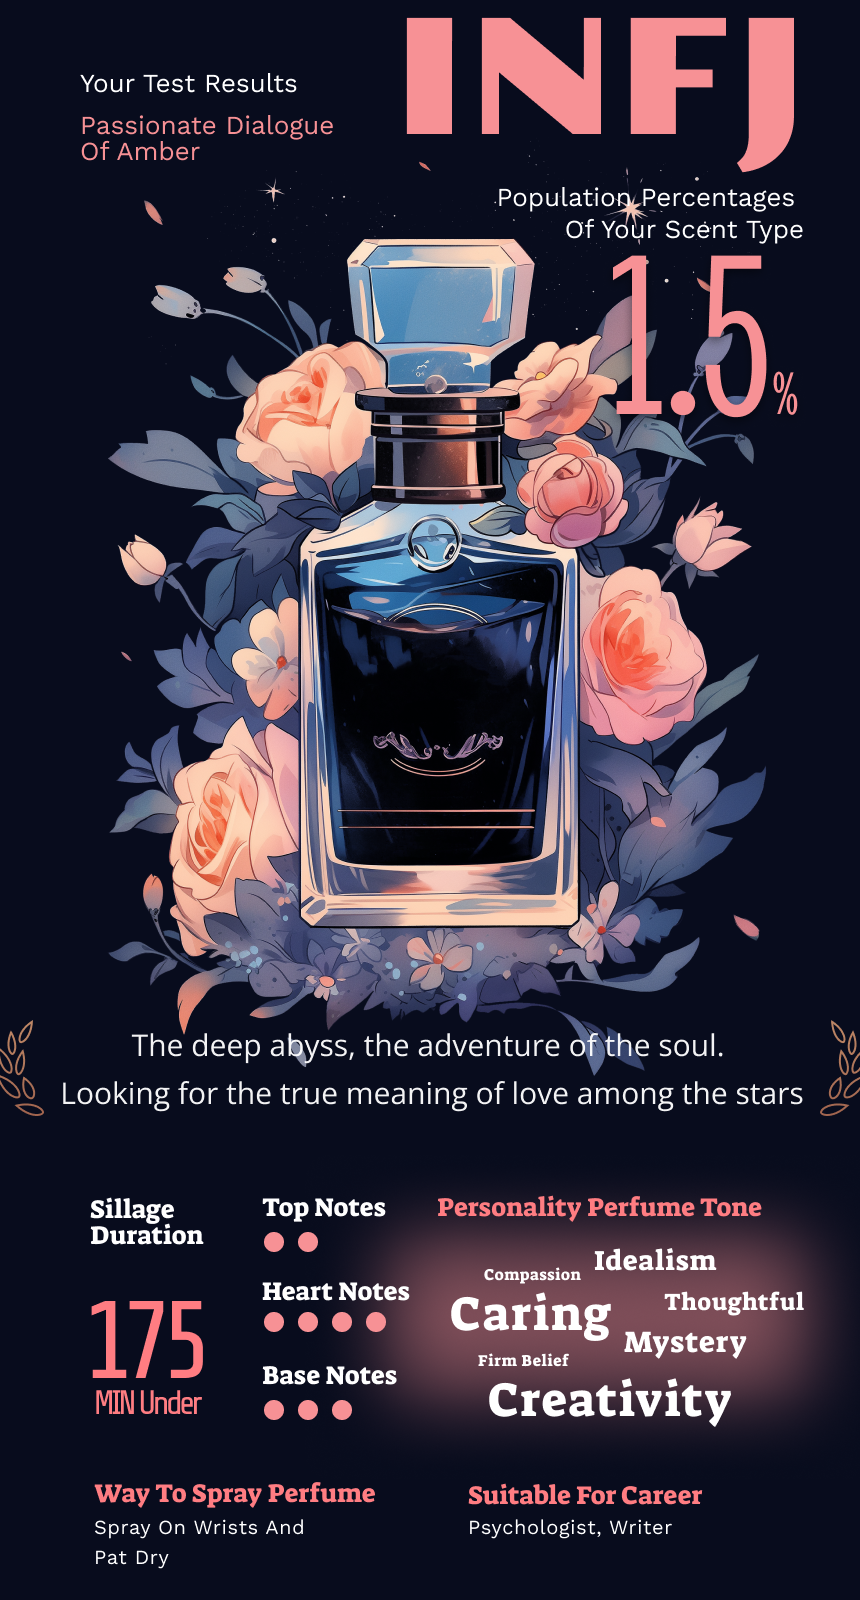 INFJ
Your Test Results
Passionate Dialogue
Of Amber
Population Percentages
Of Your Scent Type
1.5%
The deep abyss, the adventure of the soul.
Looking for the true meaning of love among the stars
Sillage
Duration
175
MIN Under
Top Notes
Heart Notes
Base Notes
Personality Perfume Tone
Idealism
Compassion
Caring
Thoughtful
Mystery
Firm Belief
Creativity
Way To Spray Perfume
Spray On Wrists And
Pat Dry
Suitable For Career
Psychologist, Writer